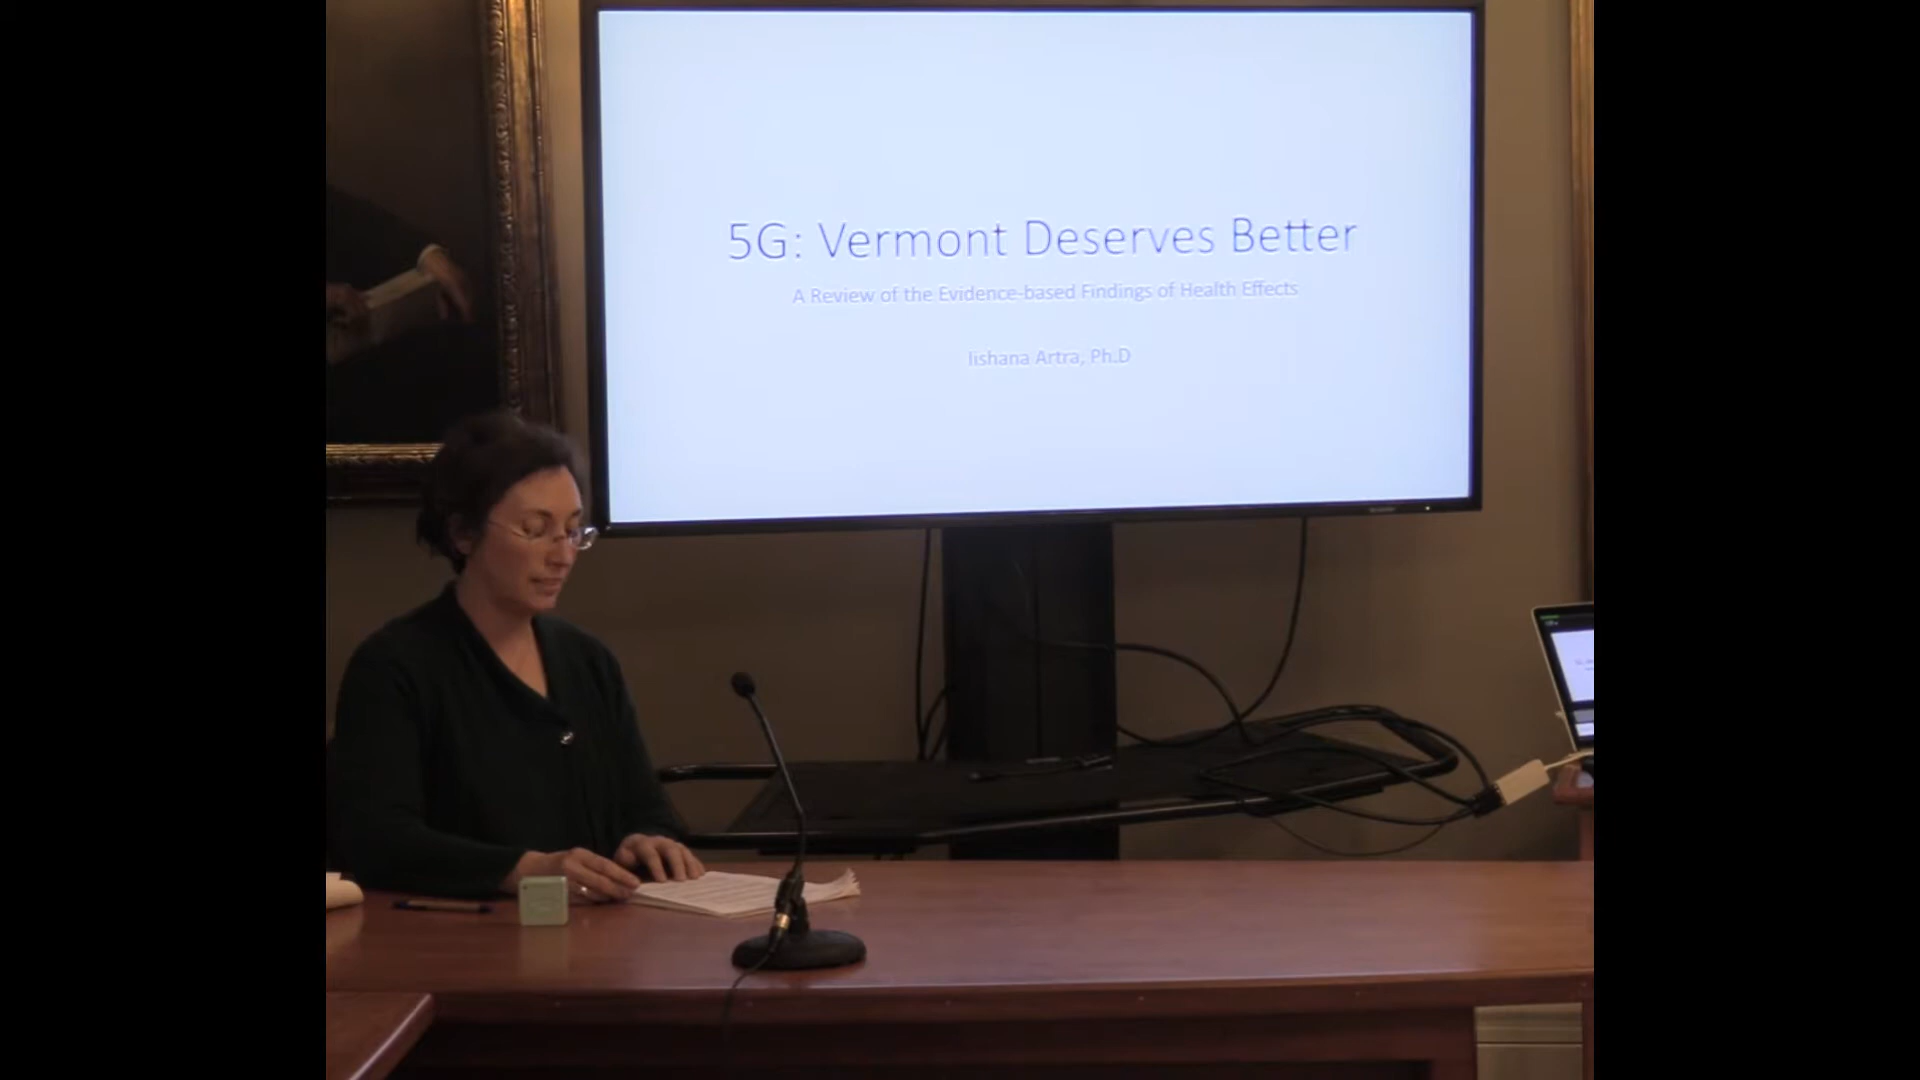 5G: Vermont Deserves Better
A Review of the Evidence-based Findings of Health Effects
Iishana Artra, Ph.D